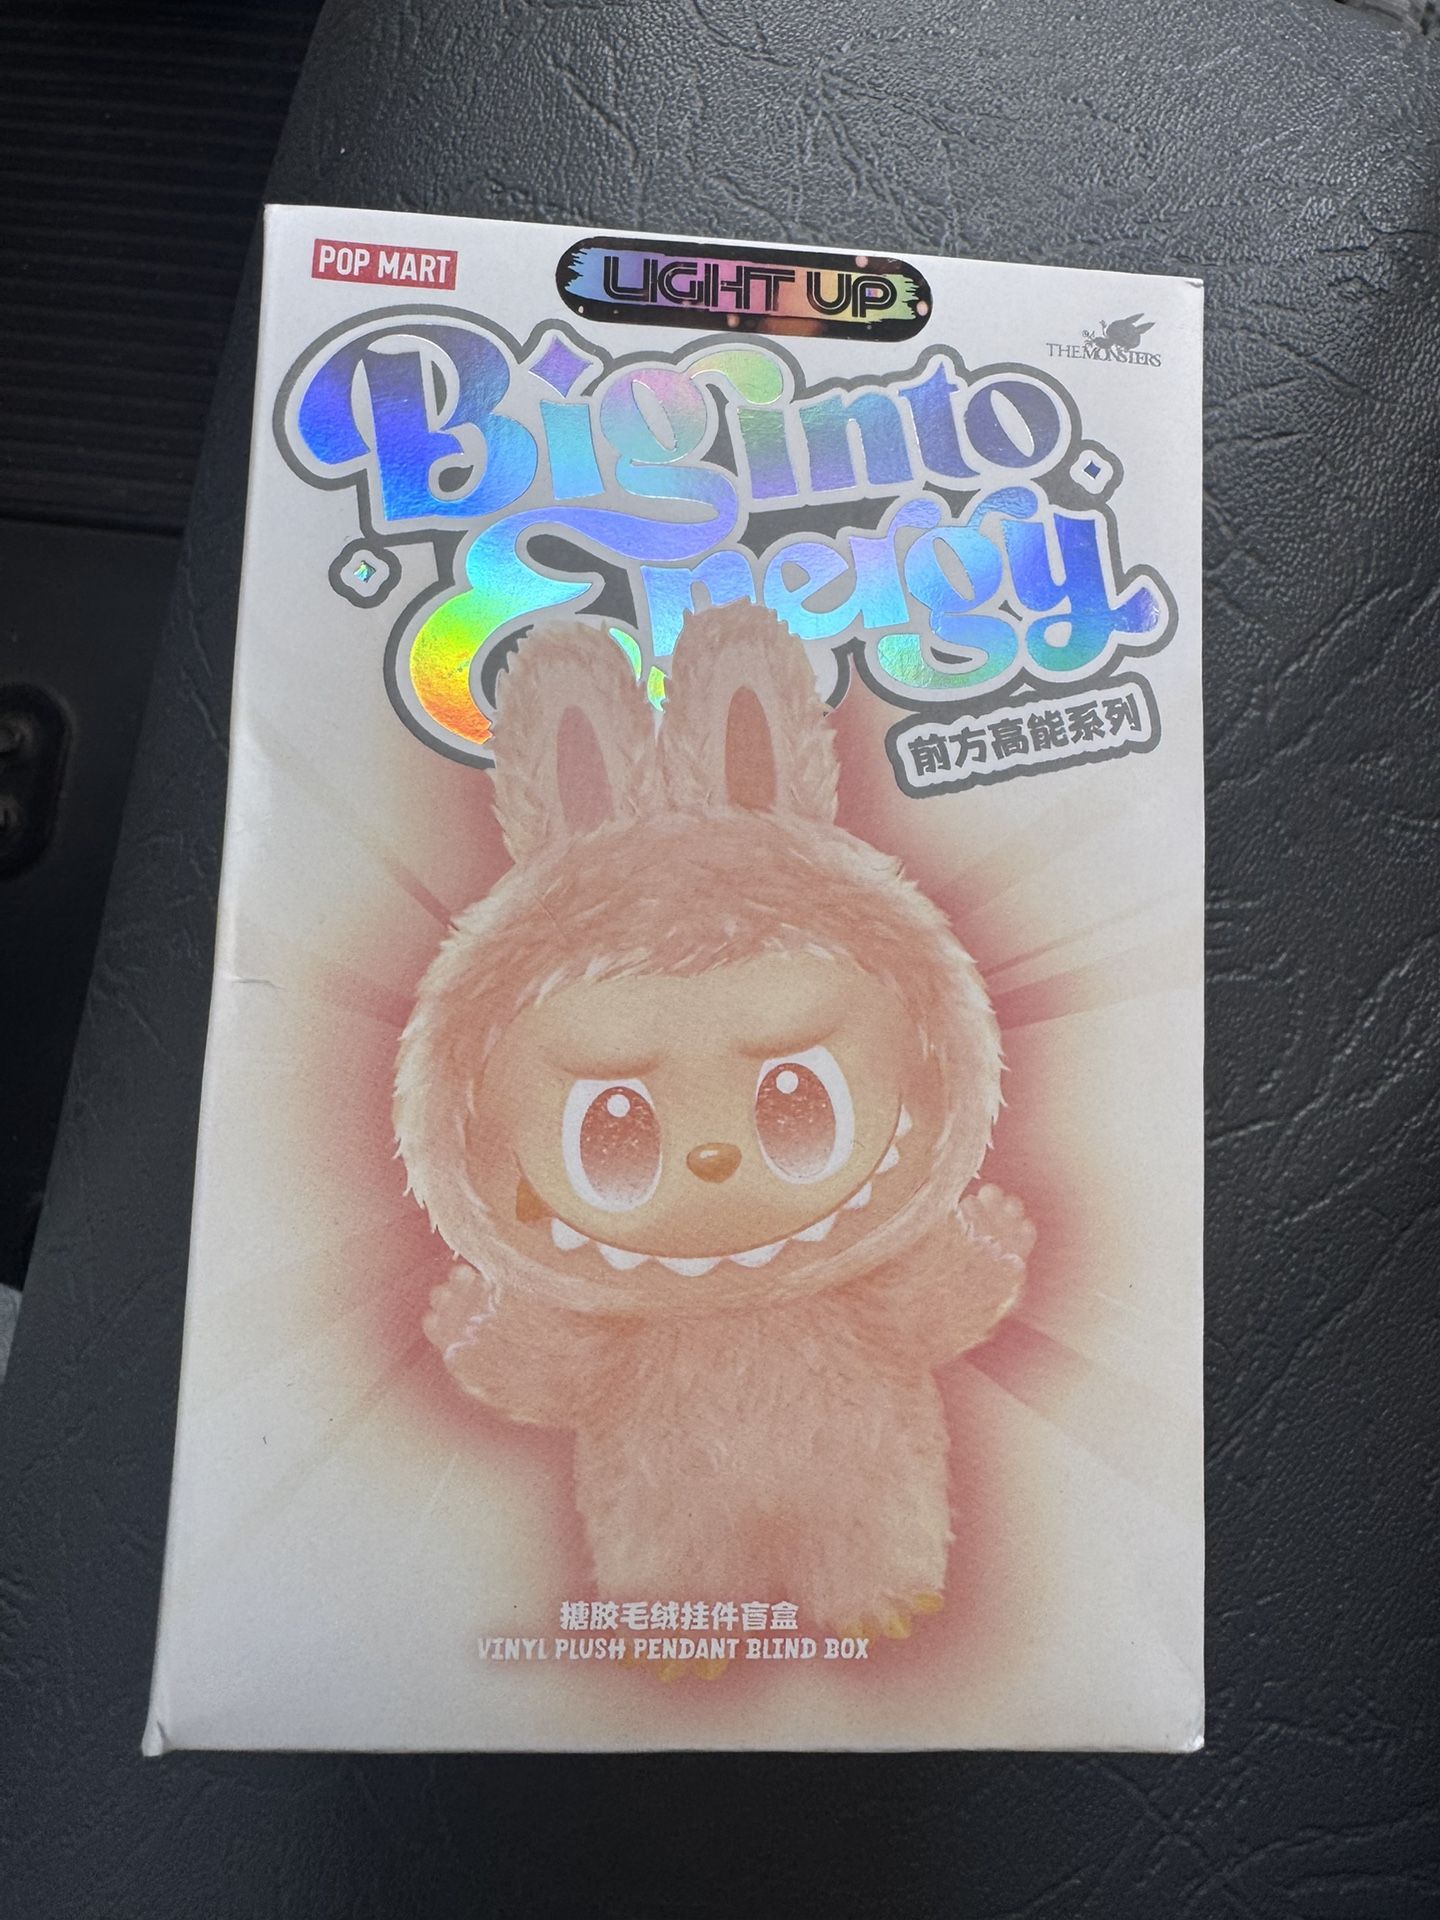 POP MART
LIGHT UP
THE MONSTERS
Big into
Energy
前方高能系列
搪胶毛绒挂件盲盒
VINYL PLUSH PENDANT BLIND BOX